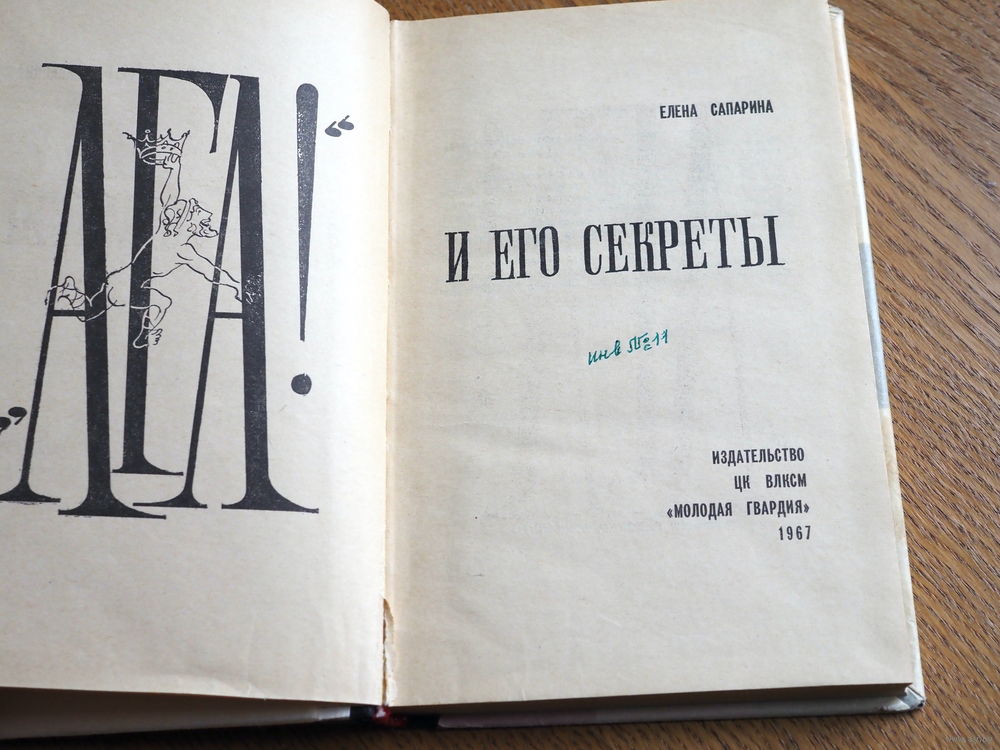 „АГА!“
ЕЛЕНА САПАРИНА
И ЕГО СЕКРЕТЫ
инв №11
ИЗДАТЕЛЬСТВО
ЦК ВЛКСМ
«МОЛОДАЯ ГВАРДИЯ»
1967